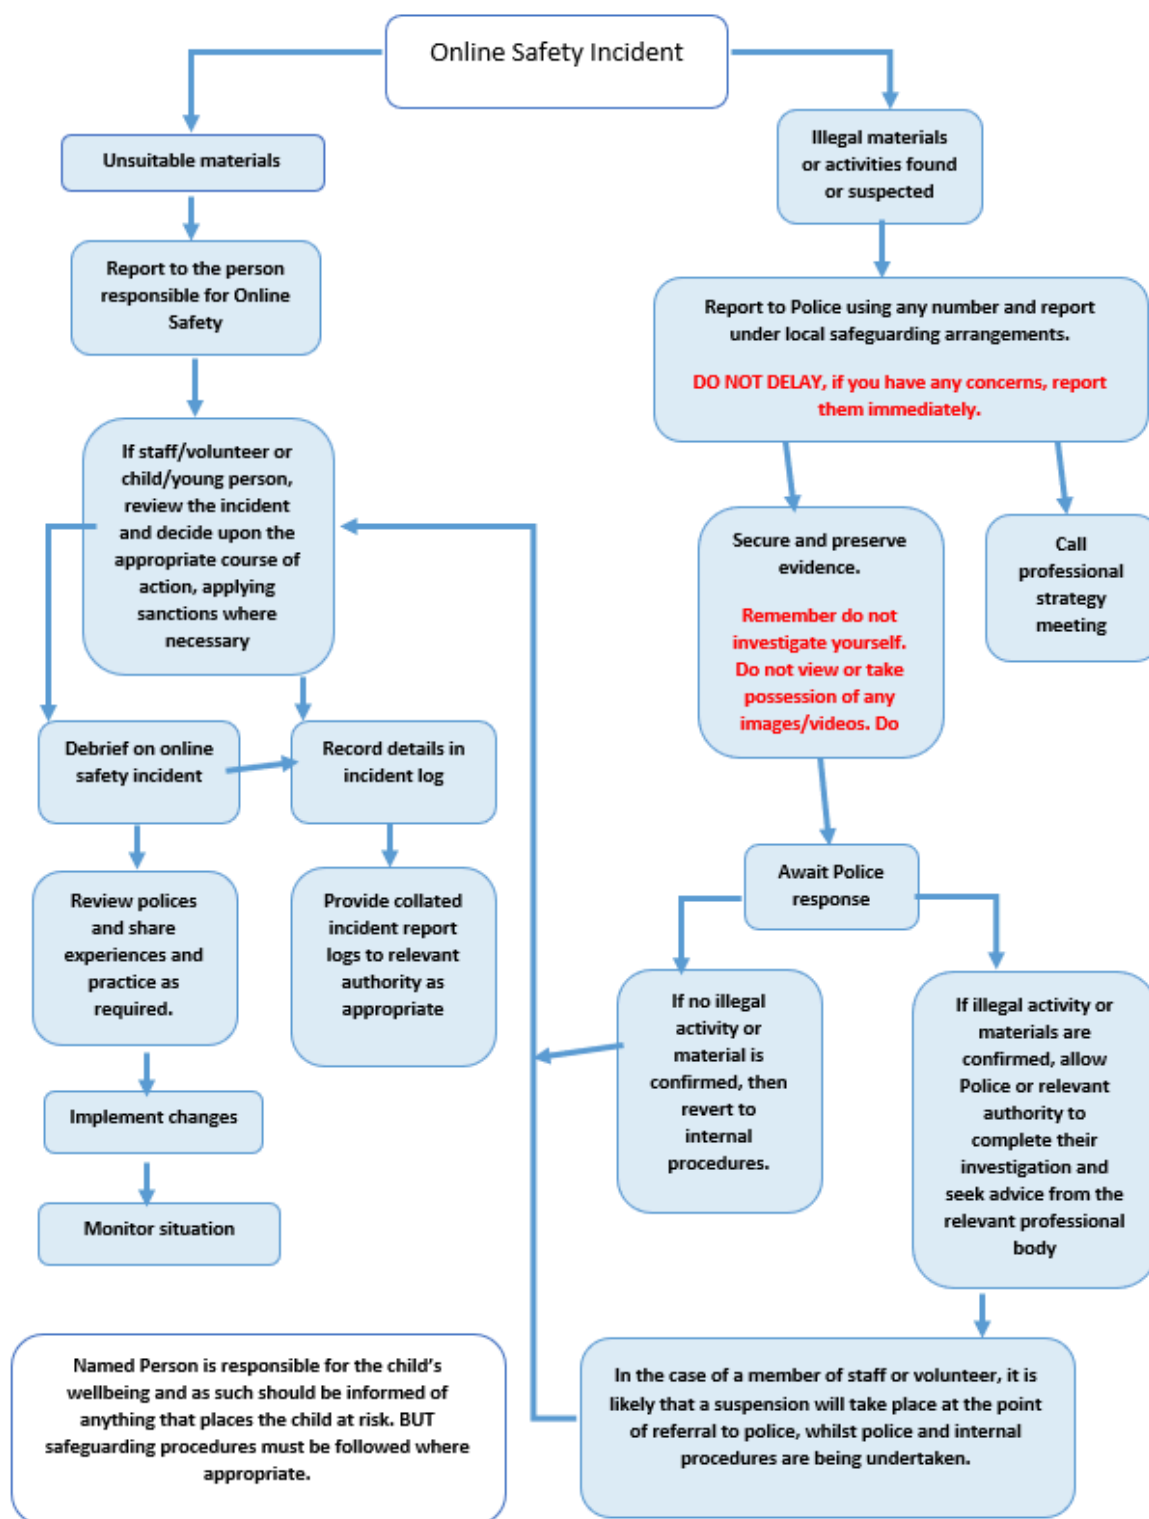 Online Safety Incident
Unsuitable materials
Report to the person
responsible for Online
Safety
If staff/volunteer or
child/young person,
review the incident
and decide upon the
appropriate course of
action, applying
sanctions where
necessary
Debrief on online
safety incident
Record details in
incident log
Review polices
and share
experiences and
practice as
required.
Provide collated
incident report
logs to relevant
authority as
appropriate
Implement changes
Monitor situation
Illegal materials
or activities found
or suspected
Report to Police using any number and report
under local safeguarding arrangements.
DO NOT DELAY, if you have any concerns, report
them immediately.
Secure and preserve
evidence.
Remember do not
investigate yourself.
Do not view or take
possession of any
images/videos. Do
Call
professional
strategy
meeting
Await Police
response
If no illegal
activity or
material is
confirmed, then
revert to
internal
procedures.
If illegal activity or
materials are
confirmed, allow
Police or relevant
authority to
complete their
investigation and
seek advice from the
relevant professional
body
In the case of a member of staff or volunteer, it is
likely that a suspension will take place at the point
of referral to police, whilst police and internal
procedures are being undertaken.
Named Person is responsible for the child's
wellbeing and as such should be informed of
anything that places the child at risk. BUT
safeguarding procedures must be followed where
appropriate.